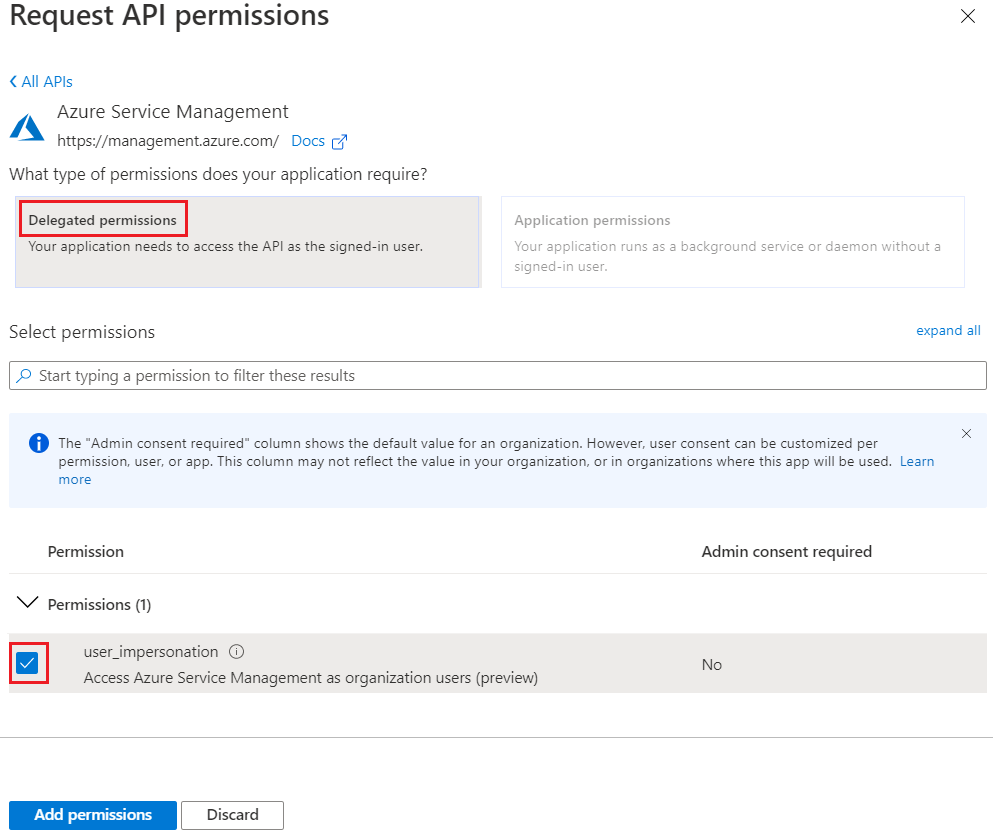 Request API permissions
All APIs
Azure Service Management
https://management.azure.com/ Docs
What type of permissions does your application require?
Delegated permissions
Your application needs to access the API as the signed-in user.
Application permissions
Your application runs as a background service or daemon without a
signed-in user.
Select permissions
expand all
Start typing a permission to filter these results
The "Admin consent required" column shows the default value for an organization. However, user consent can be customized per
permission, user, or app. This column may not reflect the value in your organization, or in organizations where this app will be used. Learn
more
Permission Admin consent required
Permissions (1)
user_impersonation
Access Azure Service Management as organization users (preview)
No
Add permissions Discard